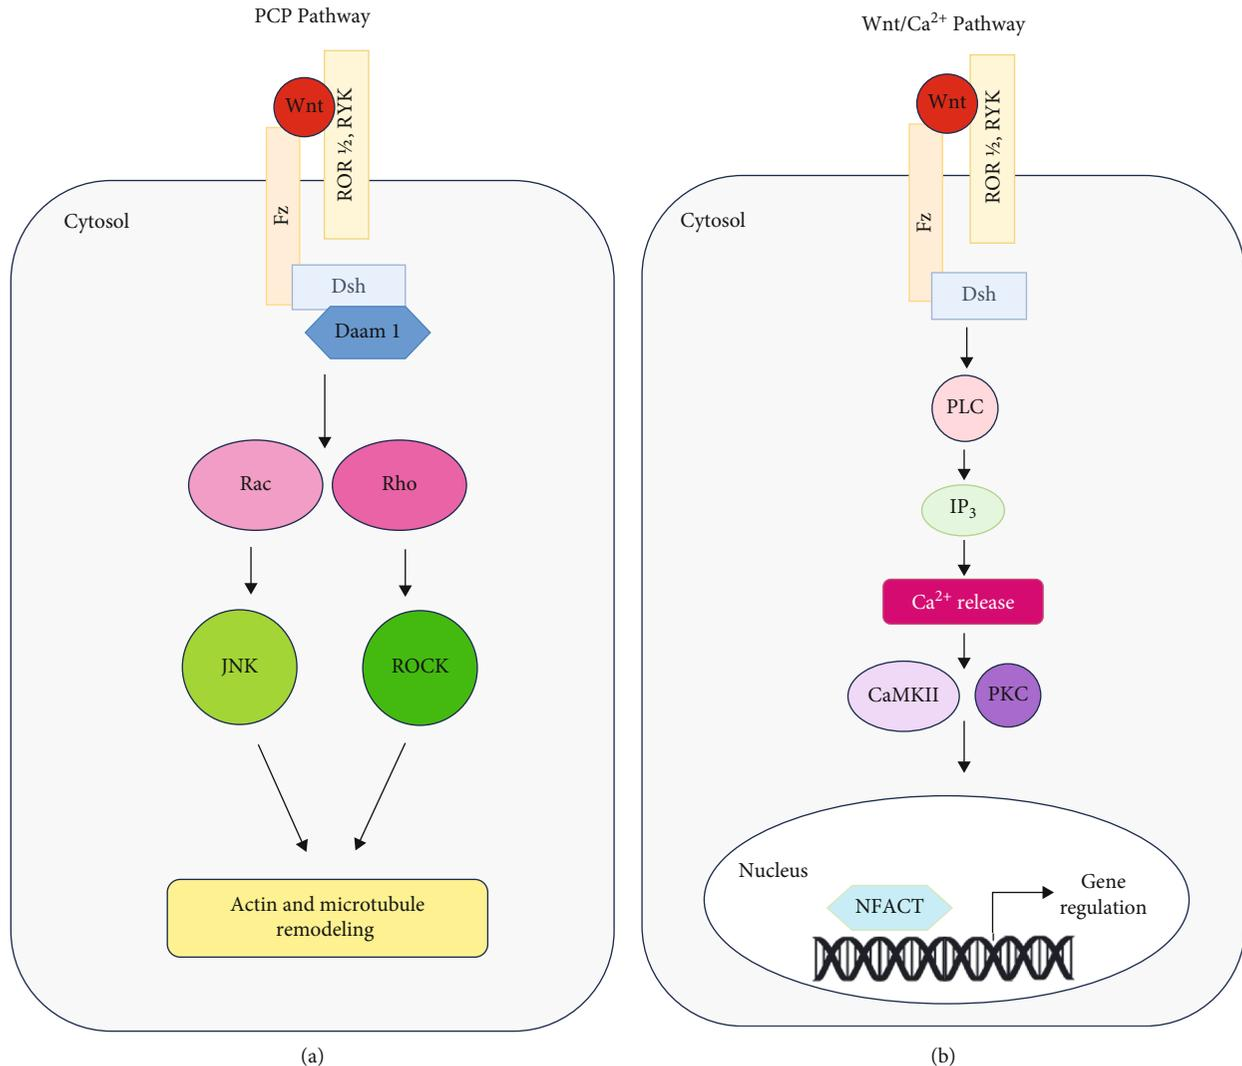 PCP Pathway
Wnt
ROR ½, RYK
Fz
Cytosol
Dsh
Daam 1
Rac
Rho
JNK
ROCK
Actin and microtubule
remodeling
(a)
Wnt/Ca²⁺ Pathway
Wnt
ROR ½, RYK
Fz
Cytosol
Dsh
PLC
IP₃
Ca²⁺ release
CaMKII
PKC
Nucleus
NFACT
Gene
regulation
(b)